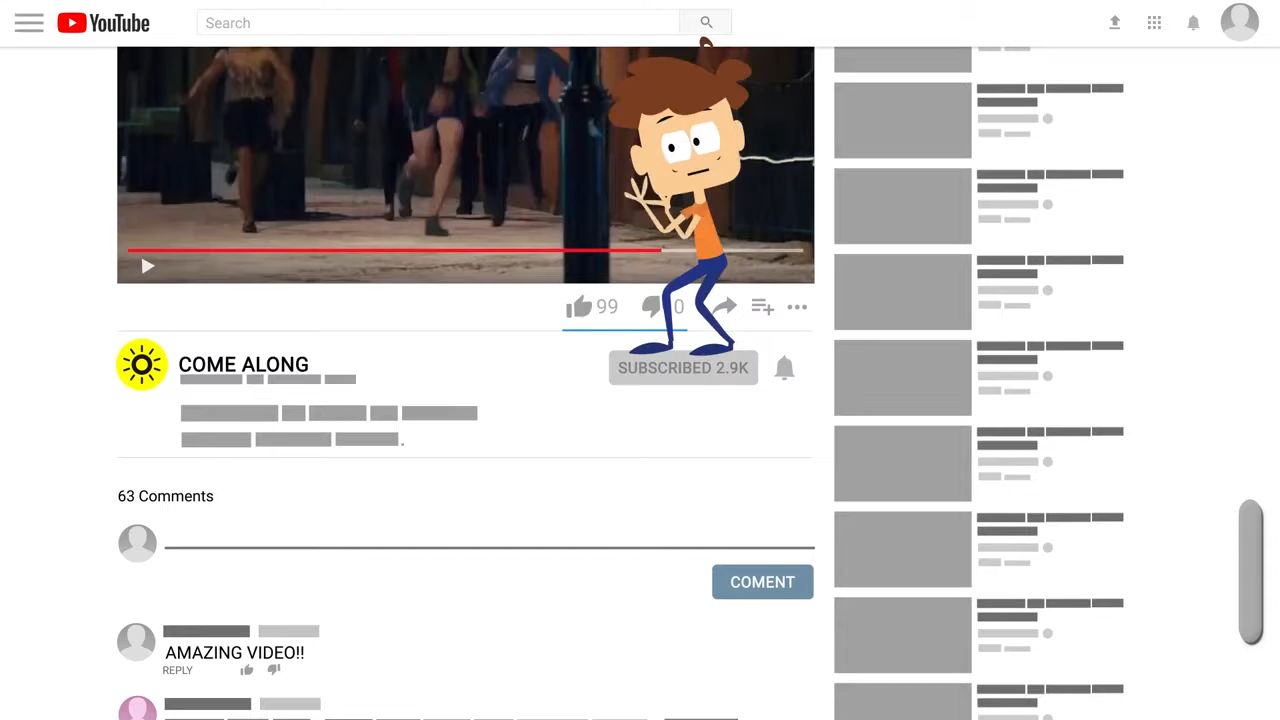 YouTube
Search
99
0
COME ALONG
SUBSCRIBED 2.9K
63 Comments
COMENT
AMAZING VIDEO!!
REPLY